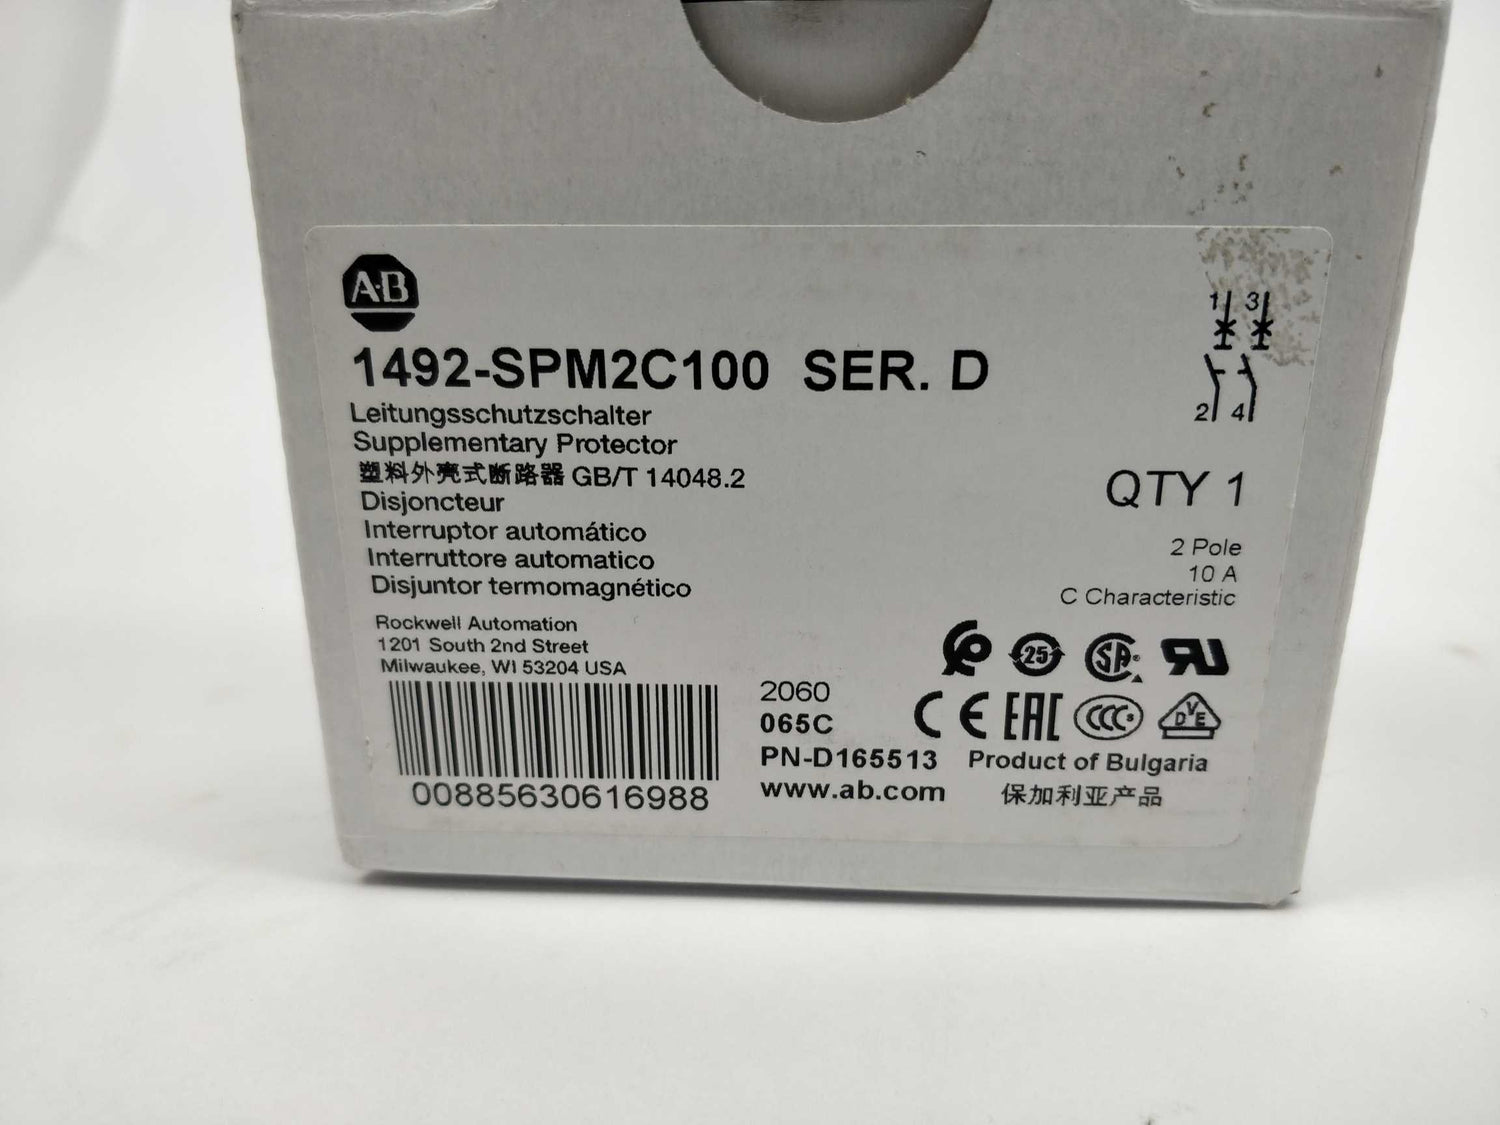 A·B
1492-SPM2C100 SER. D
Leitungsschutzschalter
Supplementary Protector
塑料外壳式断路器 GB/T 14048.2
Disjoncteur
Interruptor automático
Interruttore automatico
Disjuntor termomagnético
Rockwell Automation
1201 South 2nd Street
Milwaukee, WI 53204 USA
00885630616988
2060
065C
PN-D165513
www.ab.com
1 3
2 4
QTY 1
2 Pole
10 A
C Characteristic
25 SA
CE EAC CCC S DVE
Product of Bulgaria
保加利亚产品